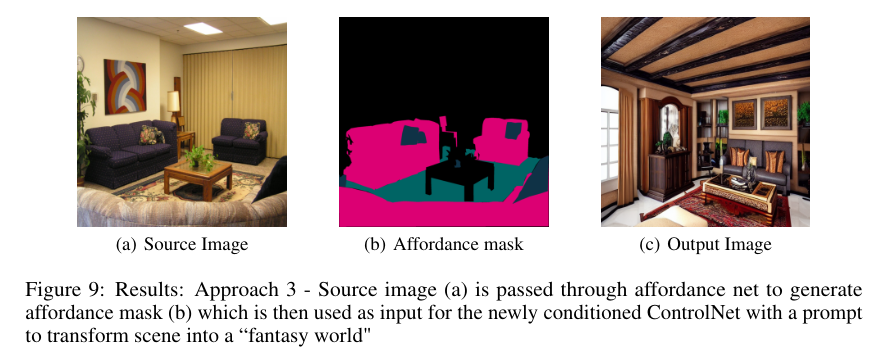 (a) Source Image
(b) Affordance mask
(c) Output Image
Figure 9: Results: Approach 3 - Source image (a) is passed through affordance net to generate
affordance mask (b) which is then used as input for the newly conditioned ControlNet with a prompt
to transform scene into a “fantasy world"